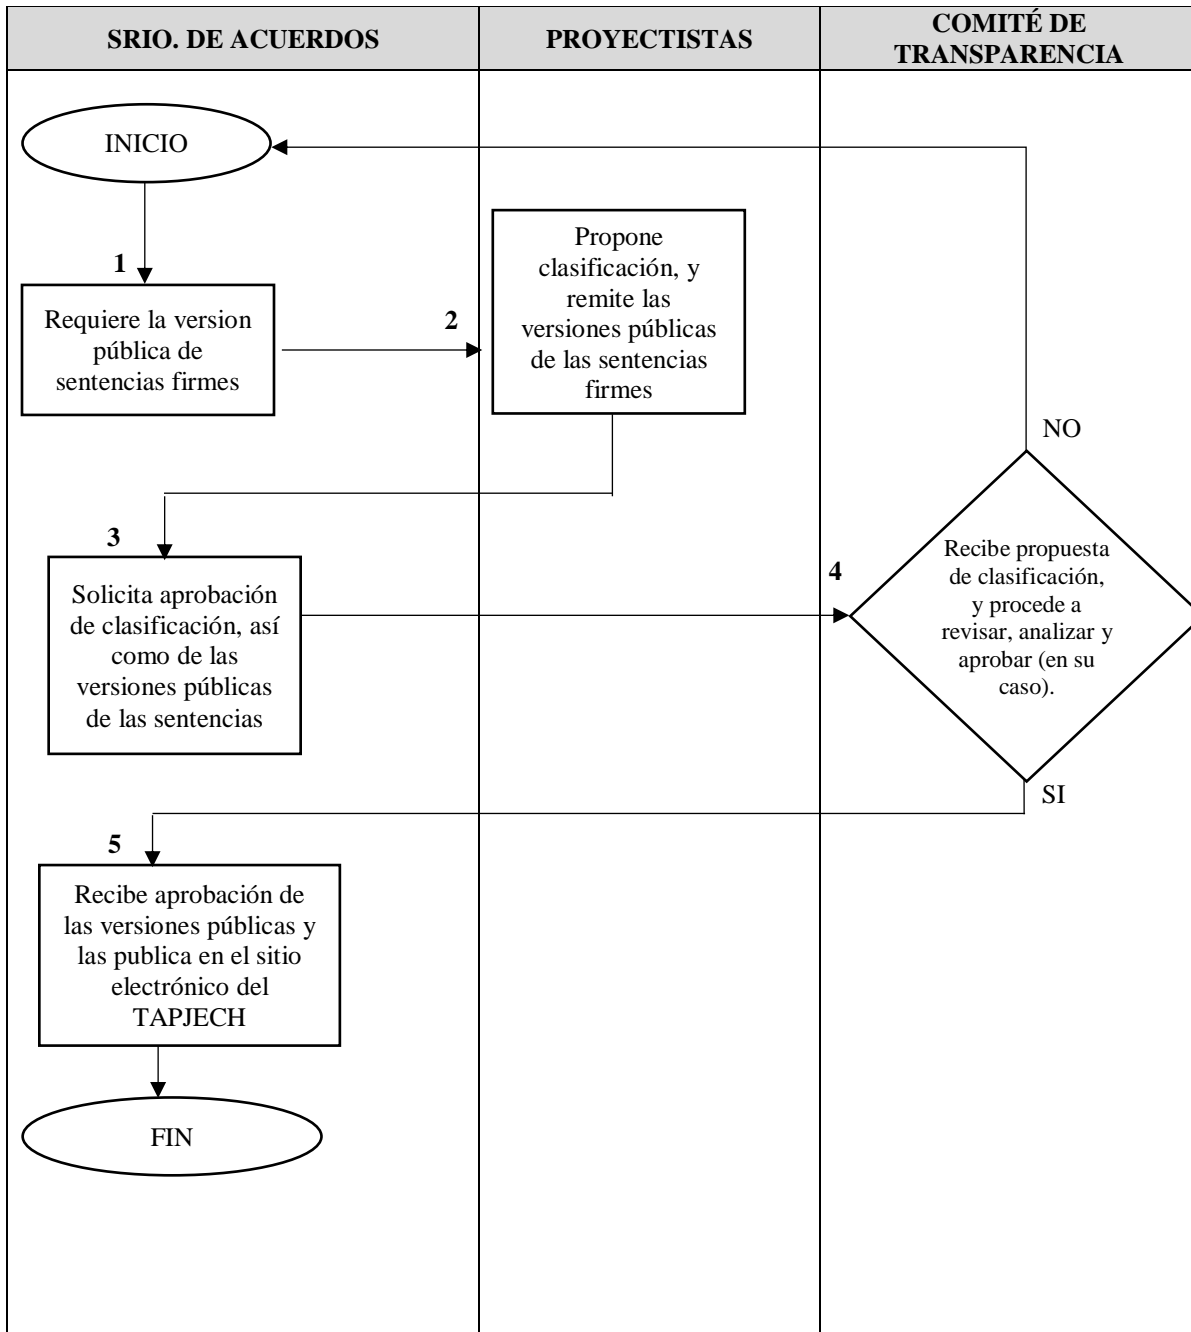 SRIO. DE ACUERDOS
PROYECTISTAS
COMITÉ DE
TRANSPARENCIA
INICIO
1
Requiere la version
pública de
sentencias firmes
2
Propone
clasificación, y
remite las
versiones públicas
de las sentencias
firmes
3
Solicita aprobación
de clasificación, así
como de las
versiones públicas
de las sentencias
4
Recibe propuesta
de clasificación,
y procede a
revisar, analizar y
aprobar (en su
caso).
NO
SI
5
Recibe aprobación de
las versiones públicas y
las publica en el sitio
electrónico del
TAPJECH
FIN